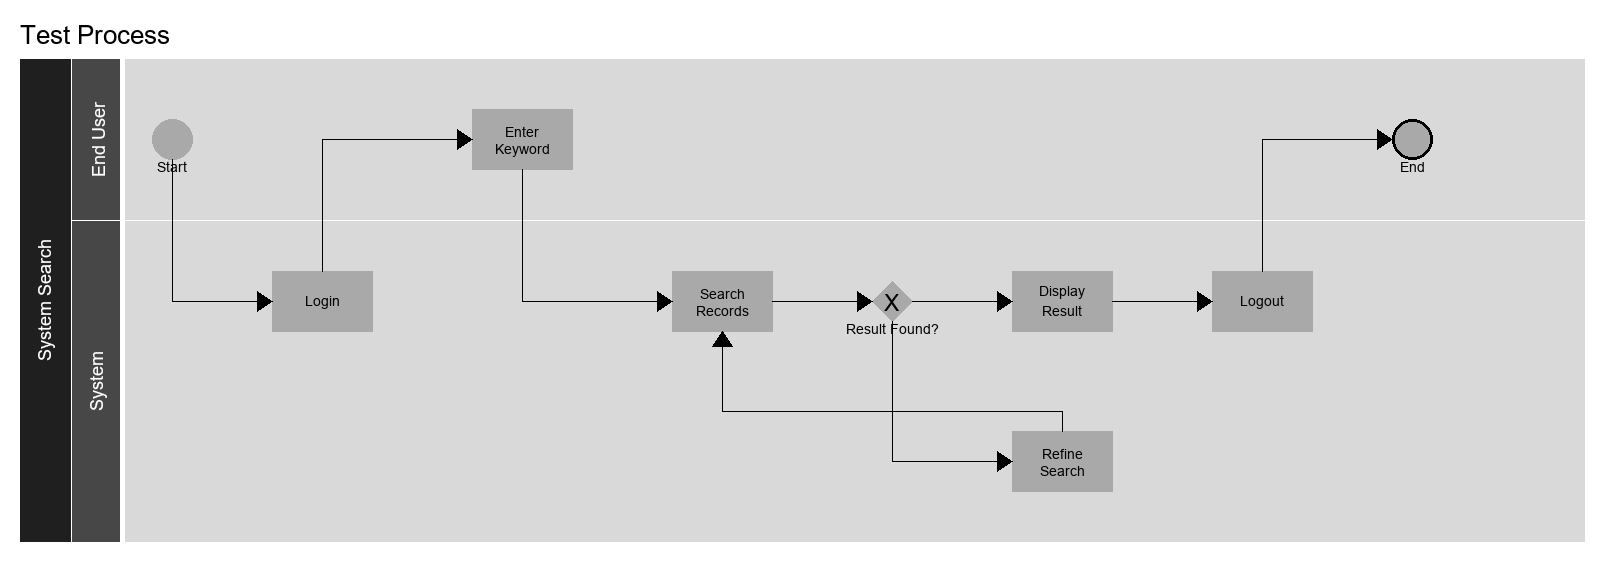 Test Process
System Search
End User
System
Start
Enter
Keyword
End
Login
Search
Records
X
Result Found?
Display
Result
Logout
Refine
Search